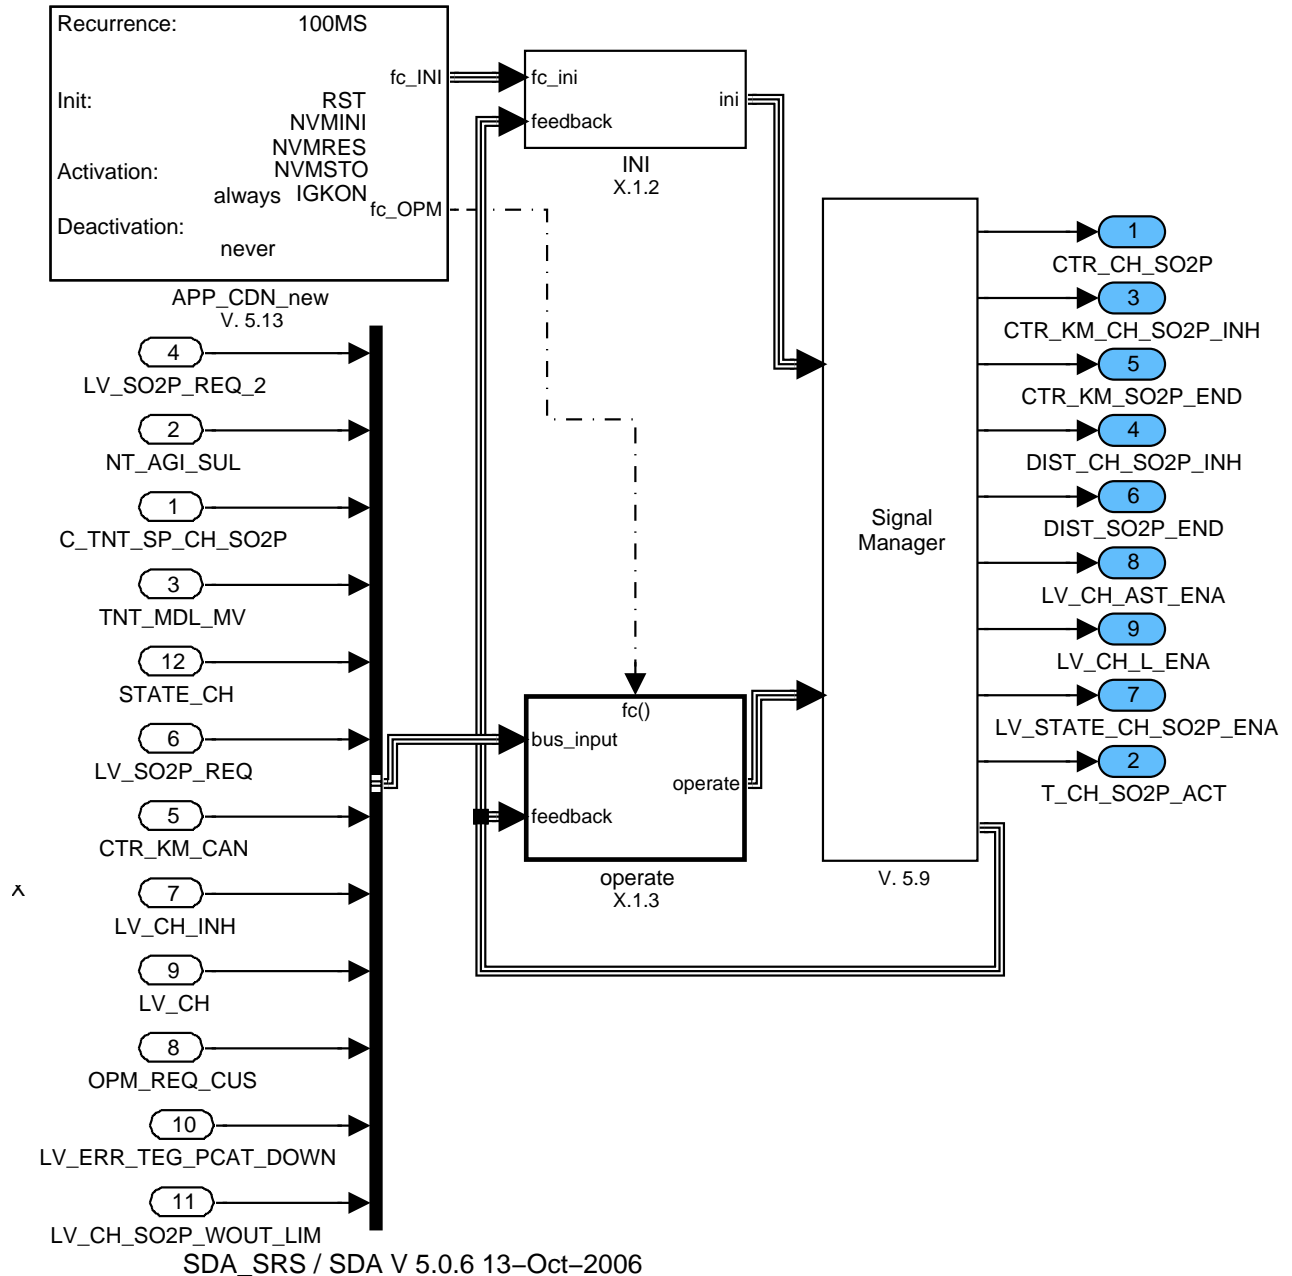 Recurrence: 100MS
fc_INI
Init: RST
NVMINI
NVMRES
Activation: NVMSTO
always IGKON
fc_OPM
Deactivation:
never
APP_CDN_new
V. 5.13
fc_ini
feedback
ini
INI
X.1.2
4
LV_SO2P_REQ_2
2
NT_AGI_SUL
1
C_TNT_SP_CH_SO2P
3
TNT_MDL_MV
12
STATE_CH
6
LV_SO2P_REQ
5
CTR_KM_CAN
7
LV_CH_INH
9
LV_CH
8
OPM_REQ_CUS
10
LV_ERR_TEG_PCAT_DOWN
11
LV_CH_SO2P_WOUT_LIM
fc()
bus_input
operate
feedback
operate
X.1.3
Signal
Manager
V. 5.9
1
CTR_CH_SO2P
3
CTR_KM_CH_SO2P_INH
5
CTR_KM_SO2P_END
4
DIST_CH_SO2P_INH
6
DIST_SO2P_END
8
LV_CH_AST_ENA
9
LV_CH_L_ENA
7
LV_STATE_CH_SO2P_ENA
2
T_CH_SO2P_ACT
SDA_SRS / SDA V 5.0.6 13–Oct–2006